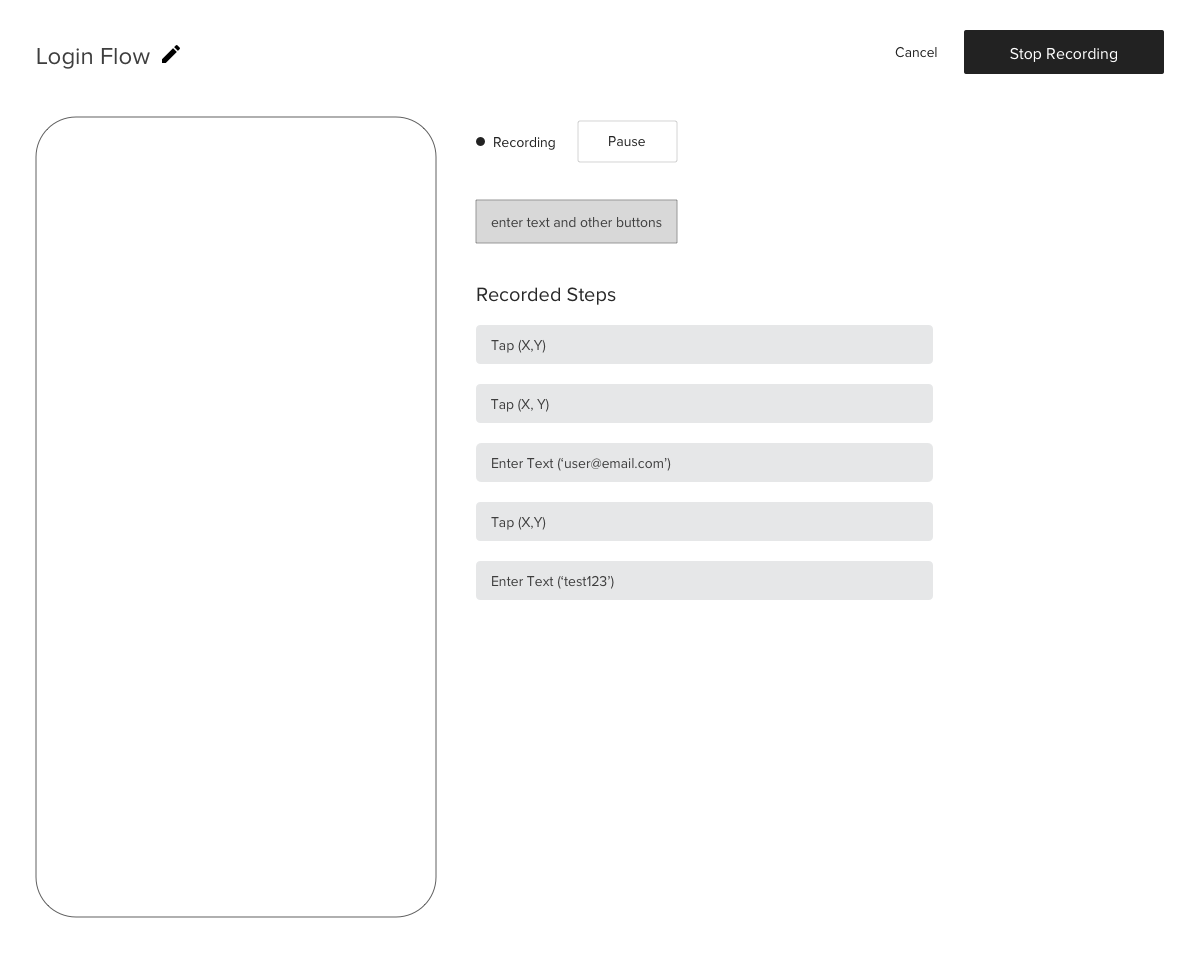 Login Flow
Cancel
Stop Recording
Recording
Pause
enter text and other buttons
Recorded Steps
Tap (X,Y)
Tap (X, Y)
Enter Text (‘user@email.com’)
Tap (X,Y)
Enter Text (‘test123’)